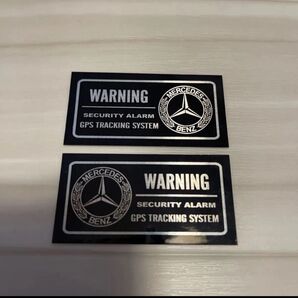 WARNING
SECURITY ALARM
GPS TRACKING SYSTEM
MERCEDES
BENZ
MERCEDES
BENZ
WARNING
SECURITY ALARM
GPS TRACKING SYSTEM